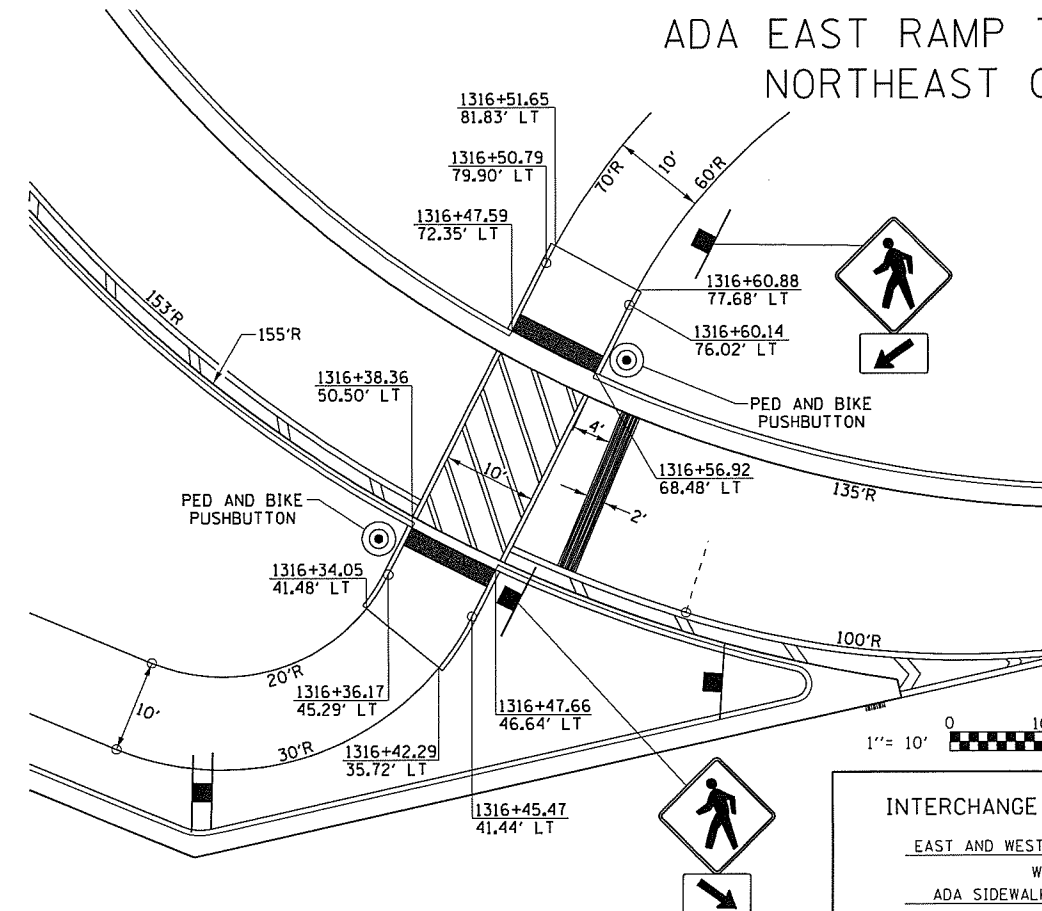 ADA EAST RAMP
NORTHEAST
1316+51.65
81.83' LT
1316+50.79
79.90' LT
1316+47.59
72.35' LT
70'R
10'
60'R
1316+60.88
77.68' LT
1316+60.14
76.02' LT
153'R
155'R
1316+38.36
50.50' LT
PED AND BIKE
PUSHBUTTON
4'
10'
1316+56.92
68.48' LT
2'
135'R
PED AND BIKE
PUSHBUTTON
1316+34.05
41.48' LT
100'R
20'R
10'
1316+36.17
45.29' LT
1316+47.66
46.64' LT
30'R
1316+42.29
35.72' LT
1316+45.47
41.44' LT
1"= 10'
0
INTERCHANGE
EAST AND WEST
ADA SIDEWALK